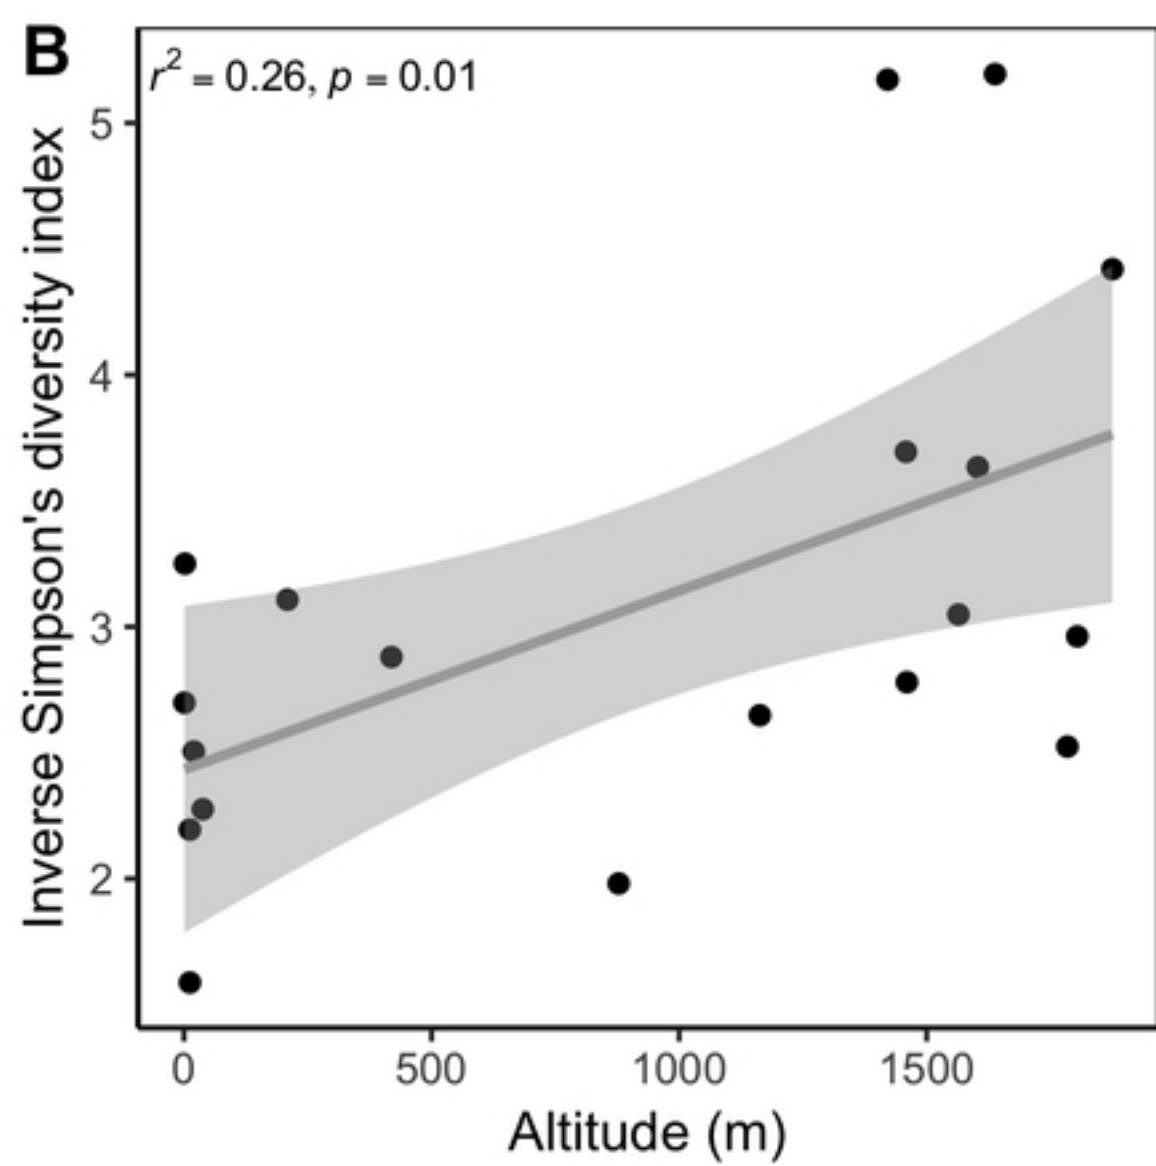 B
r² = 0.26, p = 0.01
Inverse Simpson's diversity index
5
4
3
2
0 500 1000 1500
Altitude (m)